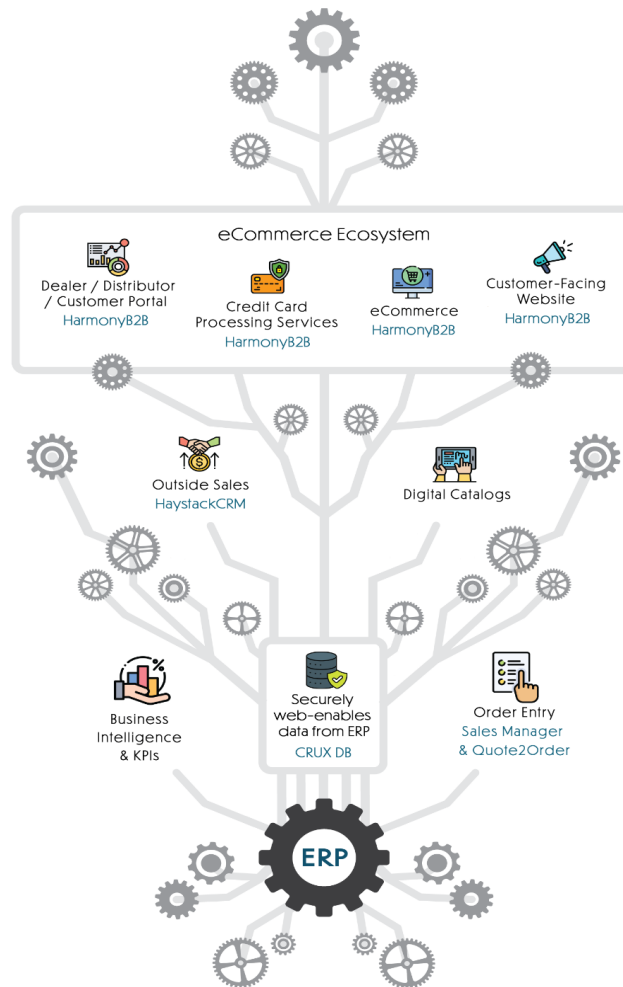 eCommerce Ecosystem
Dealer / Distributor
/ Customer Portal
HarmonyB2B
Credit Card
Processing Services
HarmonyB2B
eCommerce
HarmonyB2B
Customer-Facing
Website
HarmonyB2B
Outside Sales
HaystackCRM
Digital Catalogs
Business
Intelligence
& KPIs
Securely
web-enables
data from ERP
CRUX DB
Order Entry
Sales Manager
& Quote2Order
ERP